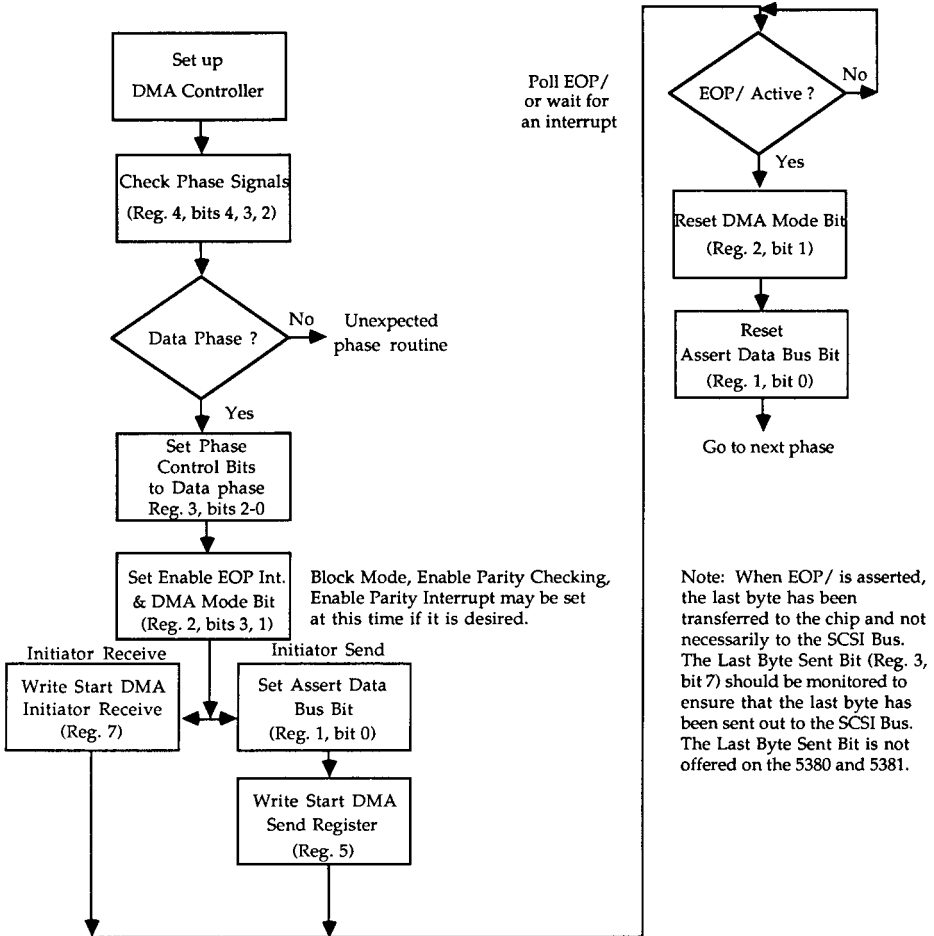 Set up
DMA Controller
Check Phase Signals
(Reg. 4, bits 4, 3, 2)
Data Phase ?
No
Unexpected
phase routine
Yes
Set Phase
Control Bits
to Data phase
Reg. 3, bits 2-0
Set Enable EOP Int.
& DMA Mode Bit
(Reg. 2, bits 3, 1)
Block Mode, Enable Parity Checking,
Enable Parity Interrupt may be set
at this time if it is desired.
Initiator Receive
Write Start DMA
Initiator Receive
(Reg. 7)
Initiator Send
Set Assert Data
Bus Bit
(Reg. 1, bit 0)
Write Start DMA
Send Register
(Reg. 5)
Poll EOP/
or wait for
an interrupt
EOP/ Active ?
No
Yes
Reset DMA Mode Bit
(Reg. 2, bit 1)
Reset
Assert Data Bus Bit
(Reg. 1, bit 0)
Go to next phase
Note: When EOP/ is asserted,
the last byte has been
transferred to the chip and not
necessarily to the SCSI Bus.
The Last Byte Sent Bit (Reg. 3,
bit 7) should be monitored to
ensure that the last byte has
been sent out to the SCSI Bus.
The Last Byte Sent Bit is not
offered on the 5380 and 5381.